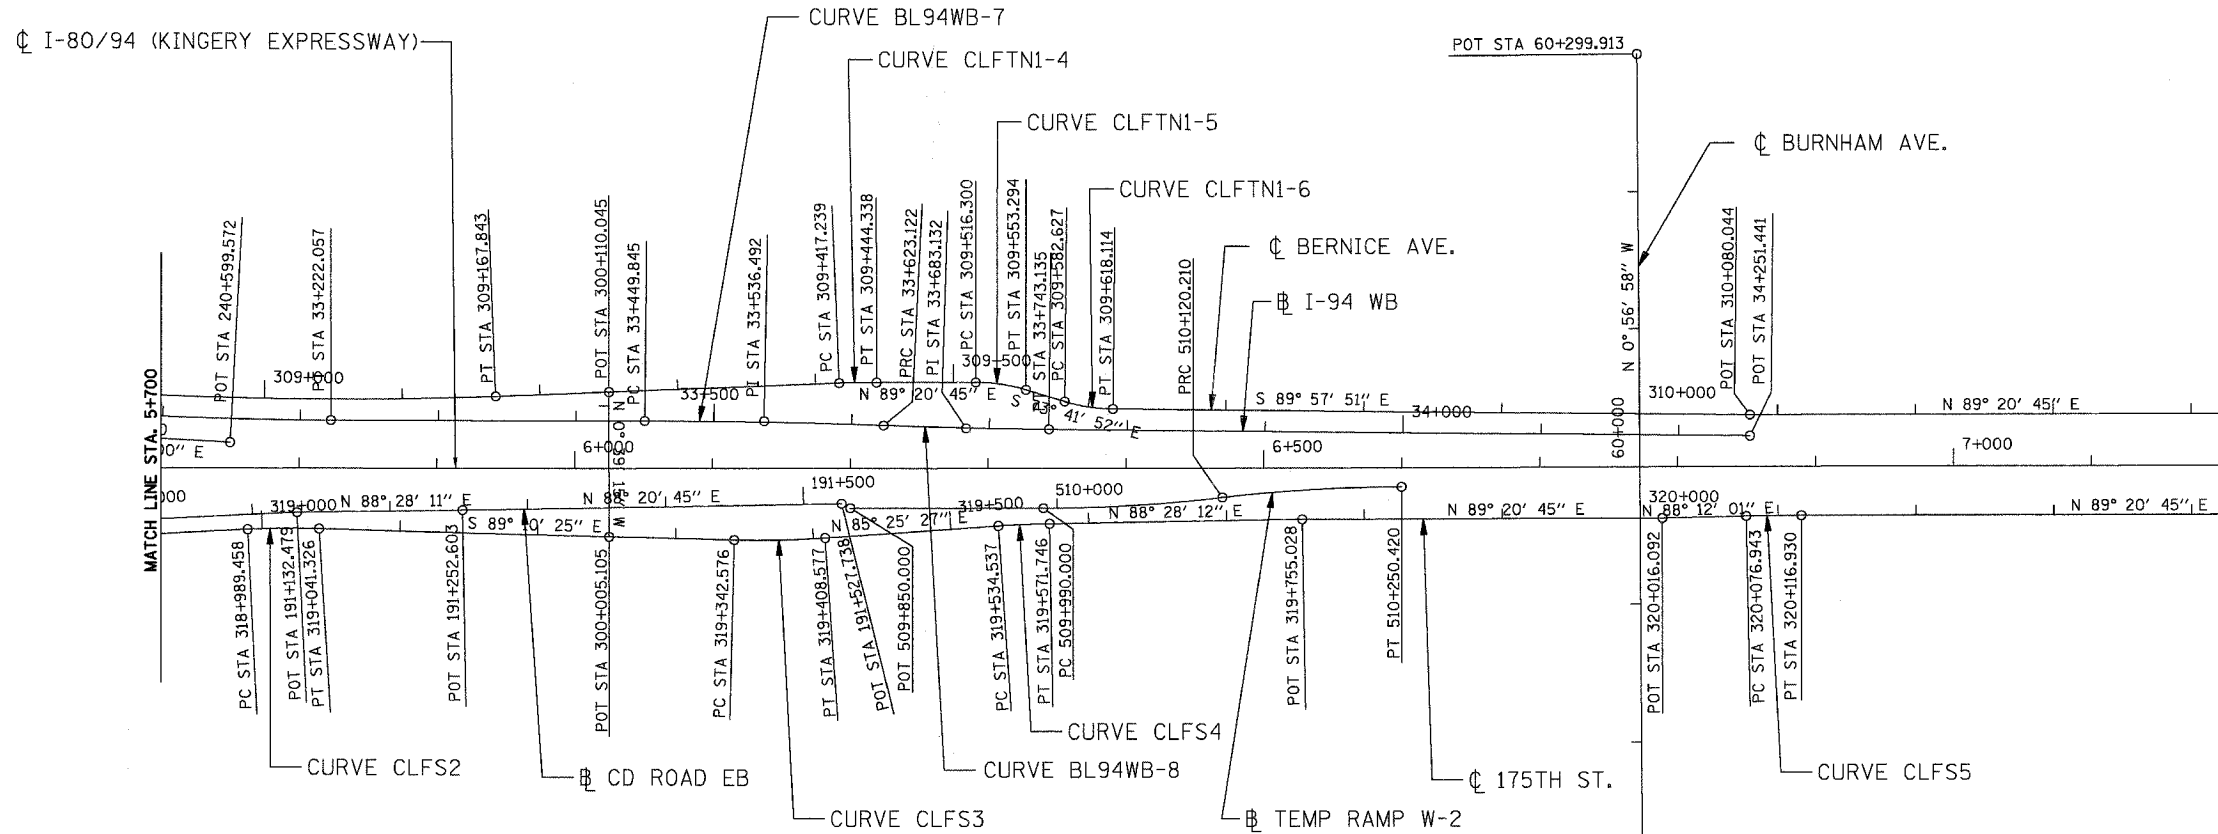 CURVE BL94WB-7
℄ I-80/94 (KINGERY EXPRESSWAY)
POT STA 60+299.913
CURVE CLFTN1-4
CURVE CLFTN1-5
℄ BURNHAM AVE.
CURVE CLFTN1-6
℄ BERNICE AVE.
I-94 WB
N 0° 56' 58" W
MATCH LINE STA. 5+700
POT STA 240+599.572
STA 33+222.057
PT STA 309+167.843
POT STA 300+110.045
PC STA 33+449.845
PI STA 33+536.492
PC STA 309+417.239
PT STA 309+444.338
PRC STA 33+623.122
PI STA 33+683.132
PC STA 309+516.300
PT STA 309+553.294
STA 33+743.135
PC STA 309+582.627
PT STA 309+618.114
PRC 510+120.210
POT STA 310+080.044
POT STA 34+251.441
309+000
33+500
309+500
N 89° 20' 45" E
41' 52" E
S 89° 57' 51" E
34+000
310+000
N 89° 20' 45" E
60+000
00" E
6+000
6+500
7+000
000
319+000
N 88° 28' 11" E
N 88° 20' 45" E
191+500
319+500
510+000
N 88° 28' 12" E
N 89° 20' 45" E
320+000
N 88° 12' 01" E
N 89° 20' 45" E
S 89° 10' 25" E
N 85° 25' 27" E
PC STA 318+989.458
POT STA 191+132.479
PT STA 319+041.326
POT STA 191+252.603
POT STA 300+005.105
PC STA 319+342.576
PT STA 319+408.577
POT STA 191+527.738
POT 509+850.000
PC STA 319+534.537
PT STA 319+571.746
PC 509+990.000
POT STA 319+755.028
PT 510+250.420
POT STA 320+016.092
PC STA 320+076.943
PT STA 320+116.930
CURVE CLFS2
CD ROAD EB
CURVE CLFS3
CURVE CLFS4
CURVE BL94WB-8
TEMP RAMP W-2
℄ 175TH ST.
CURVE CLFS5